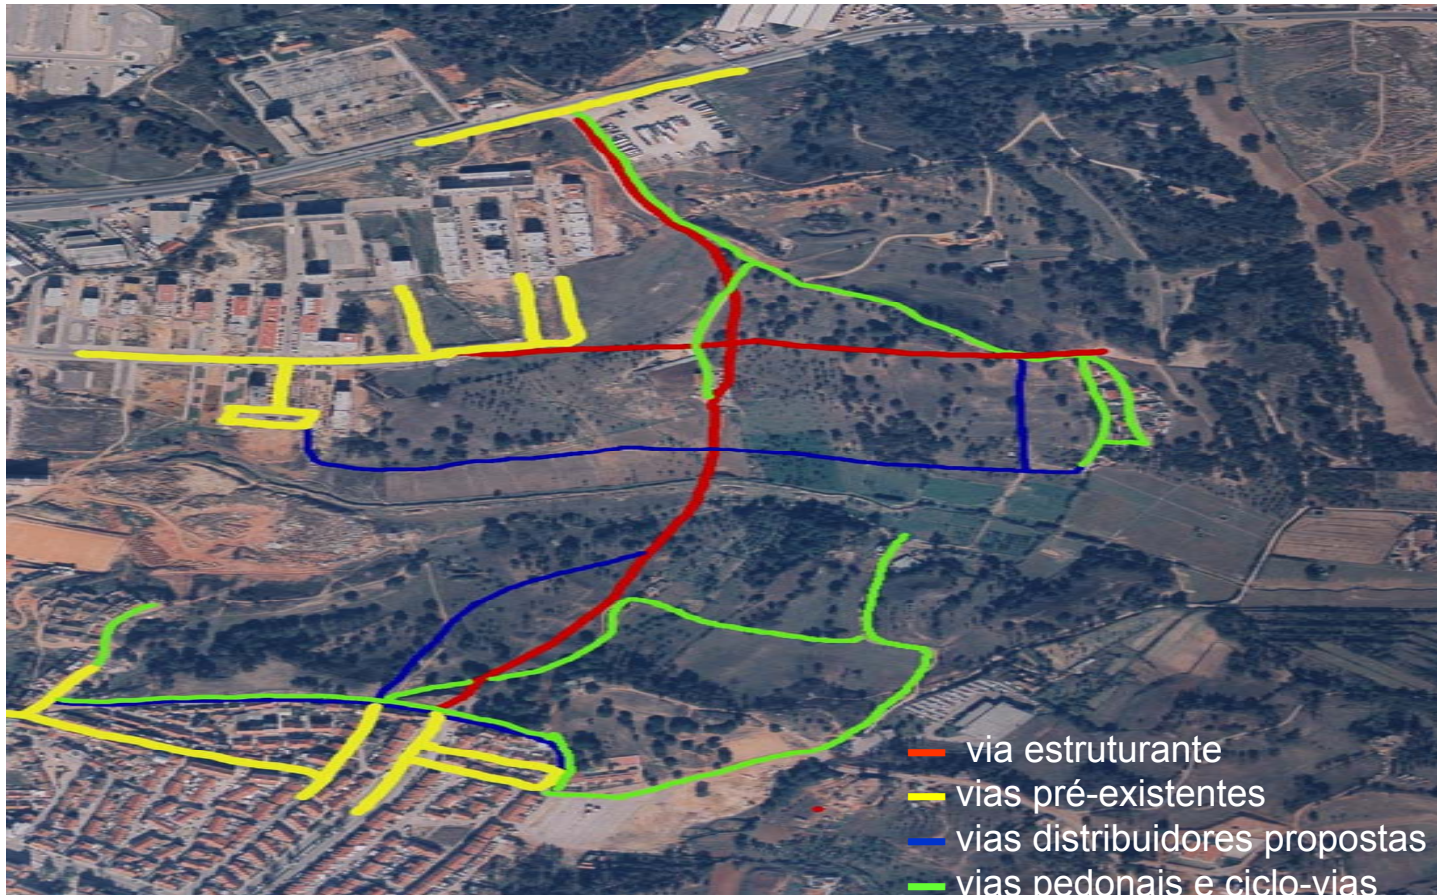 via estruturante
vias pré-existentes
vias distribuidores propostas
vias pedonais e ciclo-vias